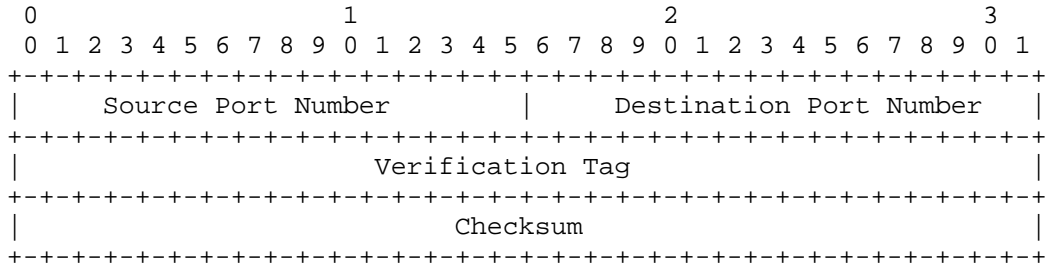 0                   1                   2                   3
 0 1 2 3 4 5 6 7 8 9 0 1 2 3 4 5 6 7 8 9 0 1 2 3 4 5 6 7 8 9 0 1
+-+-+-+-+-+-+-+-+-+-+-+-+-+-+-+-+-+-+-+-+-+-+-+-+-+-+-+-+-+-+-+-+
|     Source Port Number        |     Destination Port Number   |
+-+-+-+-+-+-+-+-+-+-+-+-+-+-+-+-+-+-+-+-+-+-+-+-+-+-+-+-+-+-+-+-+
|                      Verification Tag                         |
+-+-+-+-+-+-+-+-+-+-+-+-+-+-+-+-+-+-+-+-+-+-+-+-+-+-+-+-+-+-+-+-+
|                           Checksum                            |
+-+-+-+-+-+-+-+-+-+-+-+-+-+-+-+-+-+-+-+-+-+-+-+-+-+-+-+-+-+-+-+-+